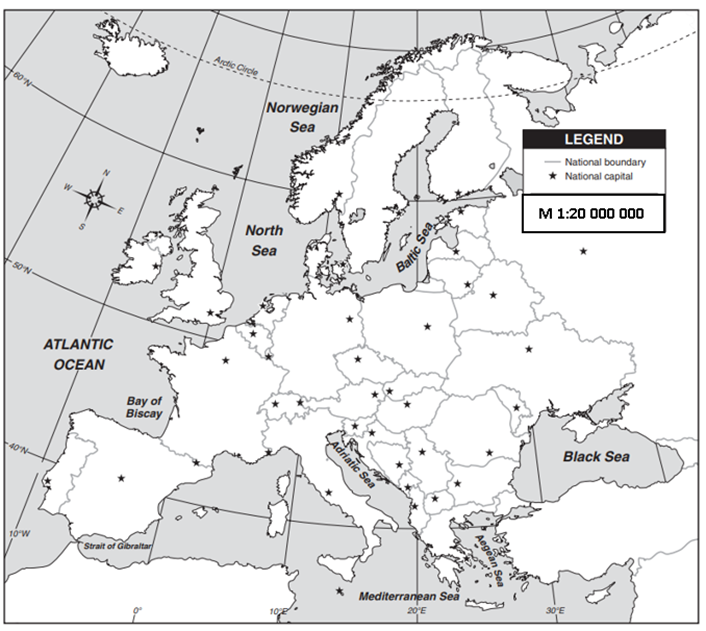 Arctic Circle
60°N
Norwegian
Sea
LEGEND
National boundary
National capital
M 1:20 000 000
N
W
E
S
North
Sea
Baltic Sea
50°N
ATLANTIC
OCEAN
Bay of
Biscay
Adriatic Sea
Black Sea
40°N
10°W
Strait of Gibraltar
Aegean Sea
Mediterranean Sea
0°
10°E
20°E
30°E